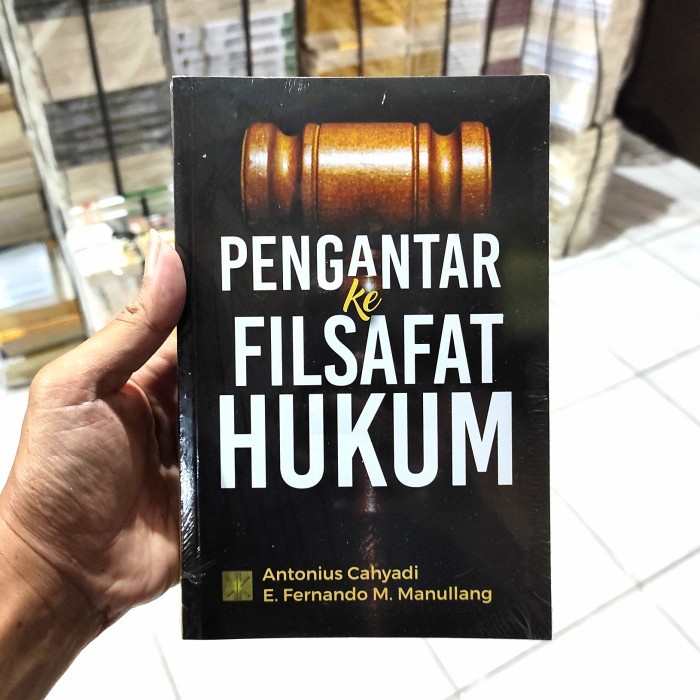 PENGANTAR
ke
FILSAFAT
HUKUM
Antonius Cahyadi
E. Fernando M. Manullang